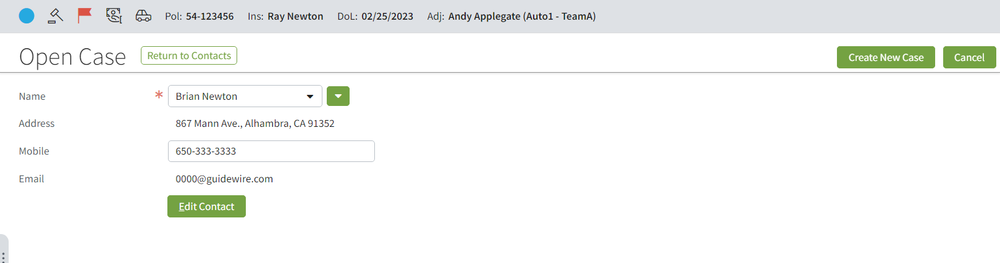 Pol: 54-123456 Ins: Ray Newton DoL: 02/25/2023 Adj: Andy Applegate (Auto1 - TeamA)
Open Case Return to Contacts Create New Case Cancel
Name * Brian Newton
Address 867 Mann Ave., Alhambra, CA 91352
Mobile 650-333-3333
Email 0000@guidewire.com
Edit Contact